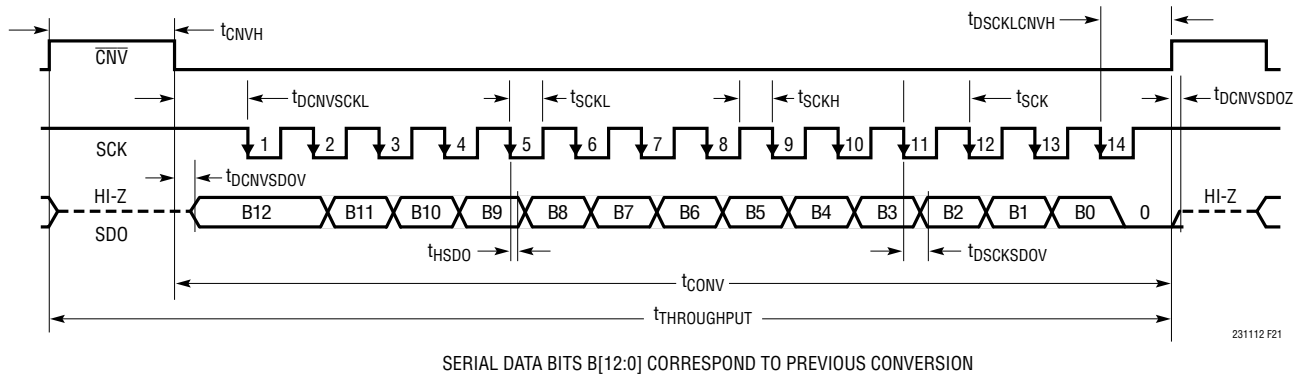 tCNVH
tDSCKLCNVH
CNV
tDCNVSCKL
tSCKL
tSCKH
tSCK
tDCNVSDOZ
SCK
1 2 3 4 5 6 7 8 9 10 11 12 13 14
tDCNVSDOV
HI-Z
SDO
B12 B11 B10 B9 B8 B7 B6 B5 B4 B3 B2 B1 B0 0
HI-Z
tHSDO
tDSCKSDOV
tCONV
tTHROUGHPUT
231112 F21
SERIAL DATA BITS B[12:0] CORRESPOND TO PREVIOUS CONVERSION